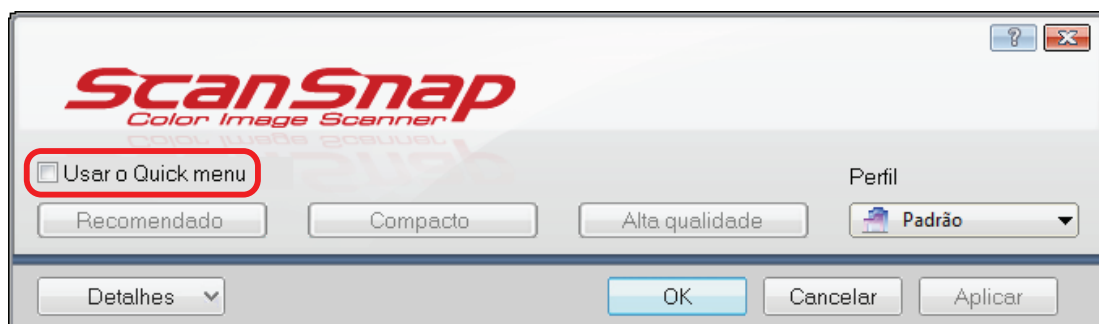 ScanSnap
Color Image Scanner
Usar o Quick menu
Perfil
Recomendado
Compacto
Alta qualidade
Padrão
Detalhes
OK
Cancelar
Aplicar